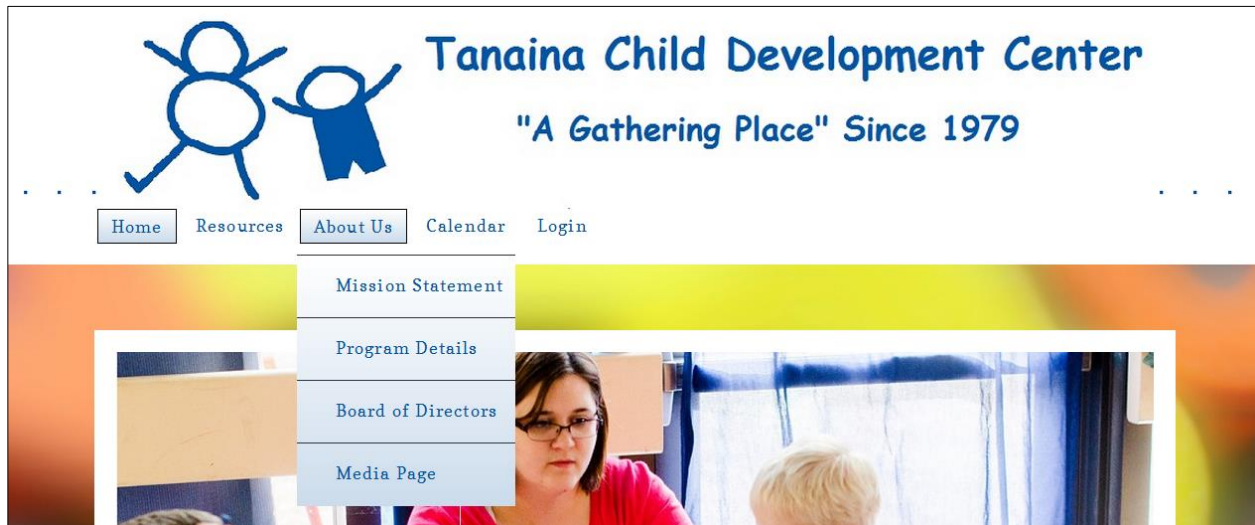 Tanaina Child Development Center
"A Gathering Place" Since 1979
Home Resources About Us Calendar Login
Mission Statement
Program Details
Board of Directors
Media Page